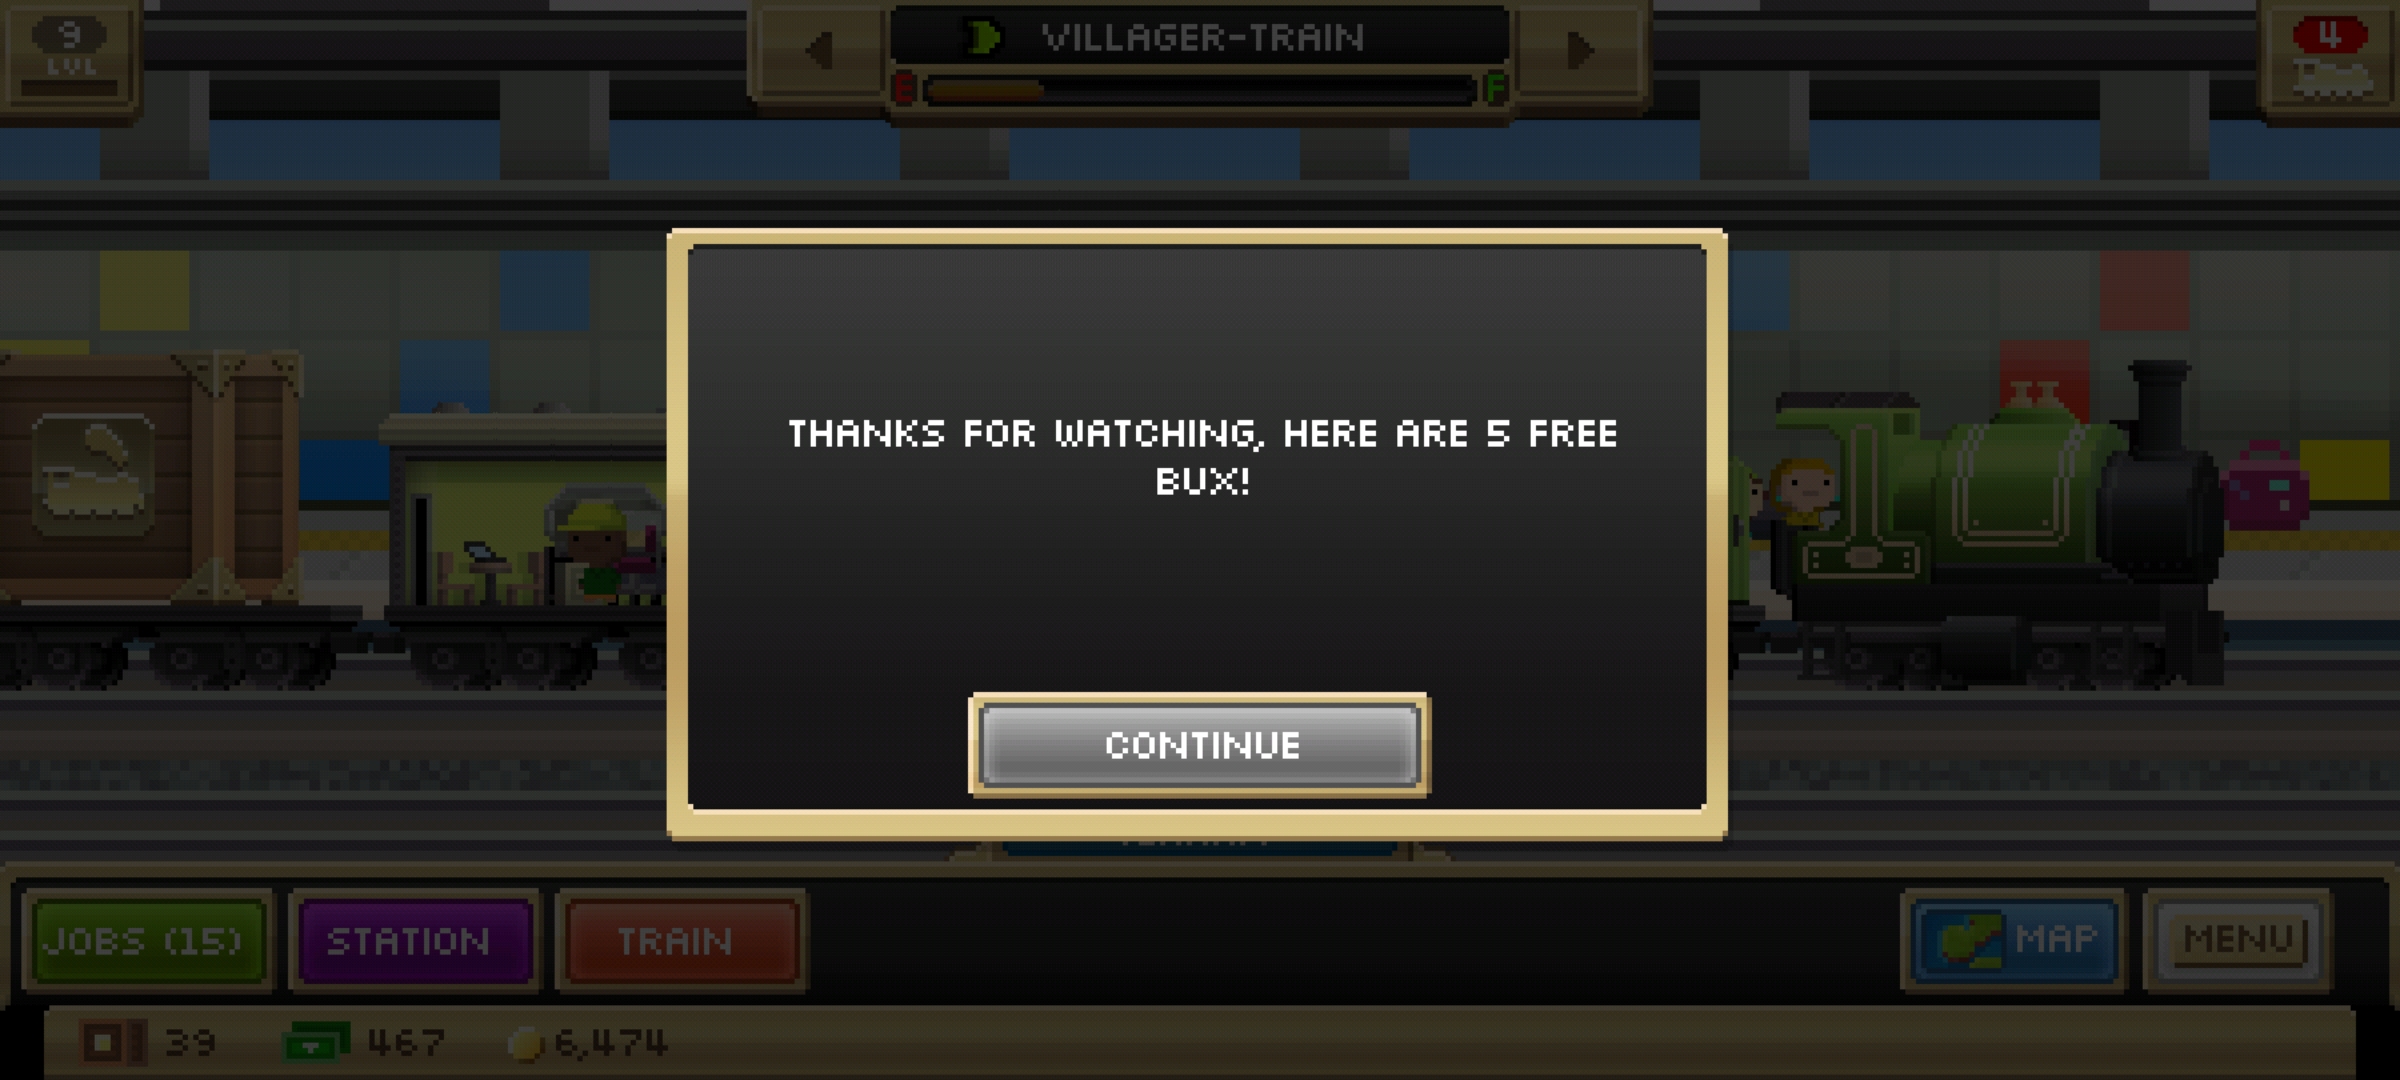 9
LVL
VILLAGER-TRAIN
E F
4
THANKS FOR WATCHING, HERE ARE 5 FREE
BUX!
CONTINUE
JOBS (15)
STATION
TRAIN
MAP
MENU
39
467
6,474